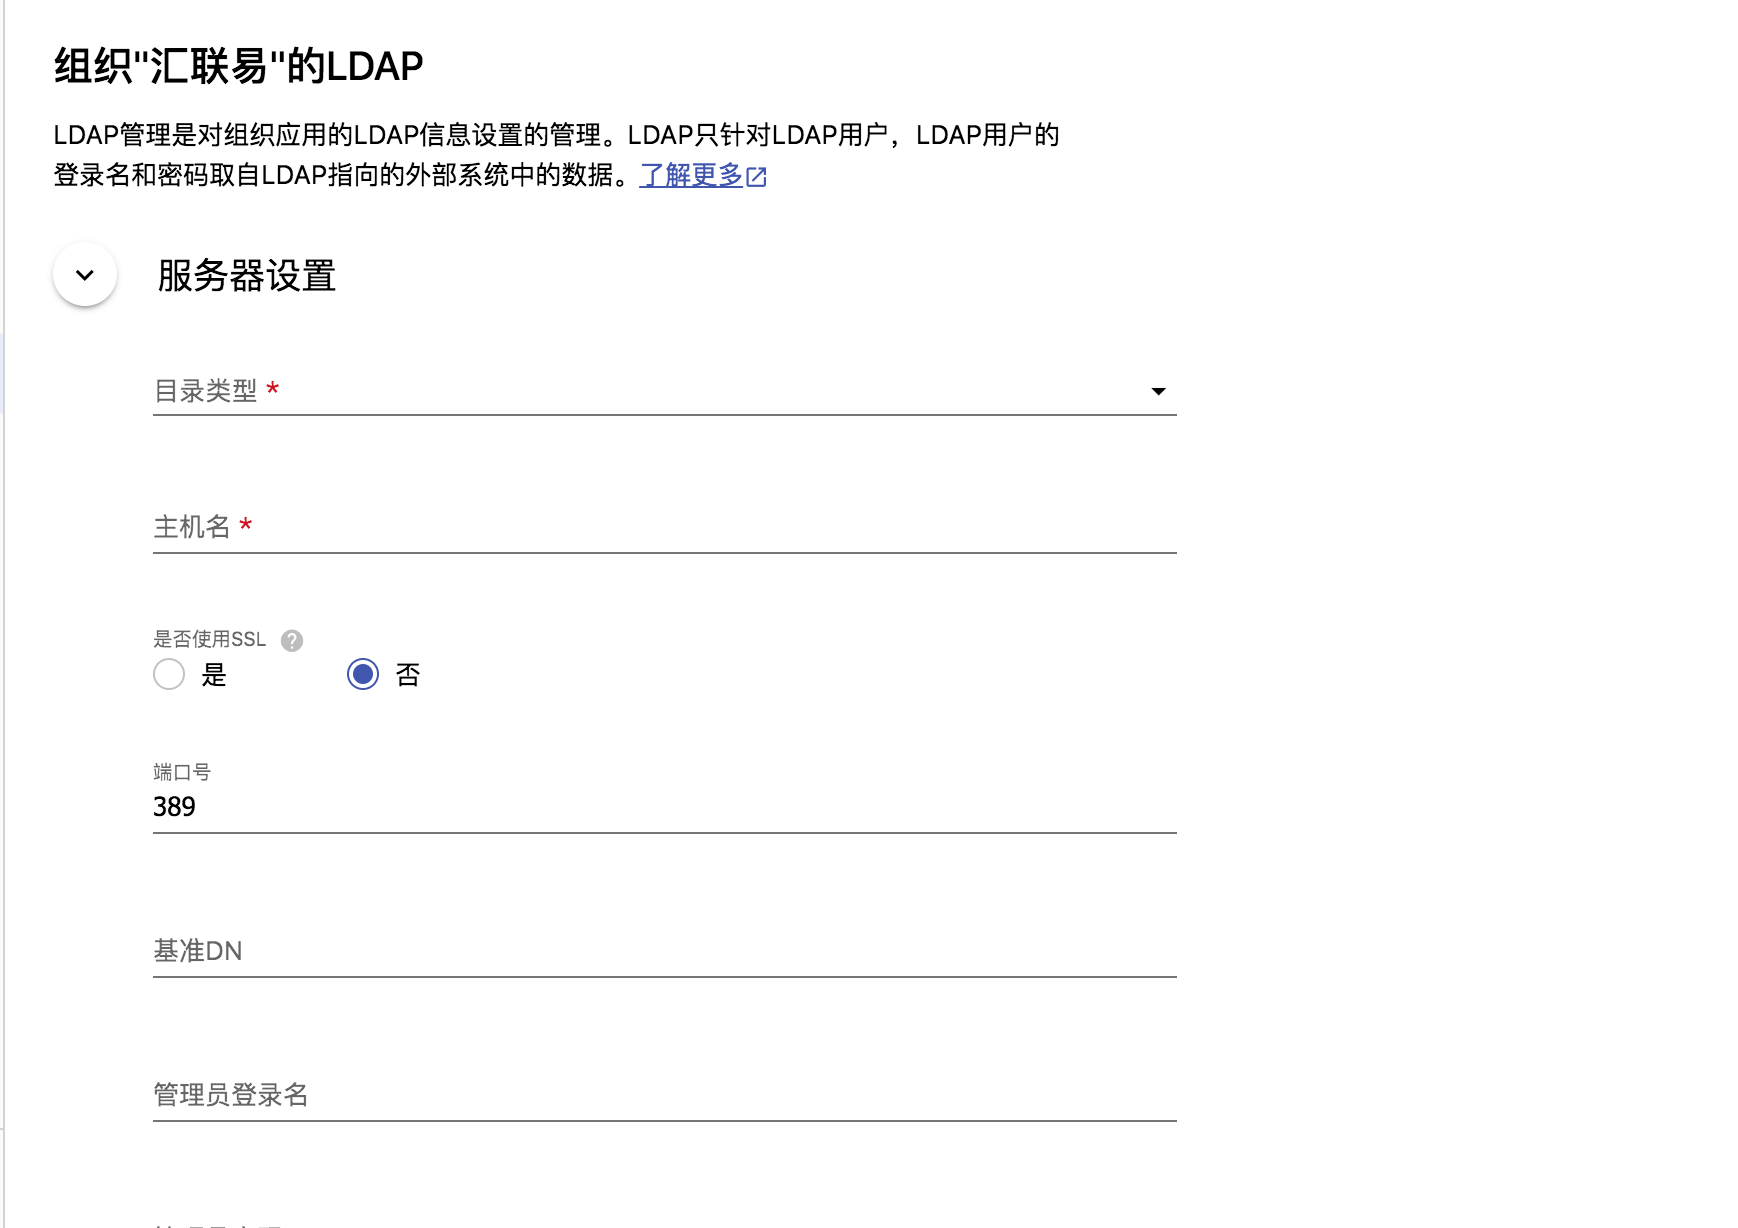 组织"汇联易"的LDAP
LDAP管理是对组织应用的LDAP信息设置的管理。LDAP只针对LDAP用户，LDAP用户的
登录名和密码取自LDAP指向的外部系统中的数据。了解更多
服务器设置
目录类型 *
主机名 *
是否使用SSL ?
是 否
端口号
389
基准DN
管理员登录名